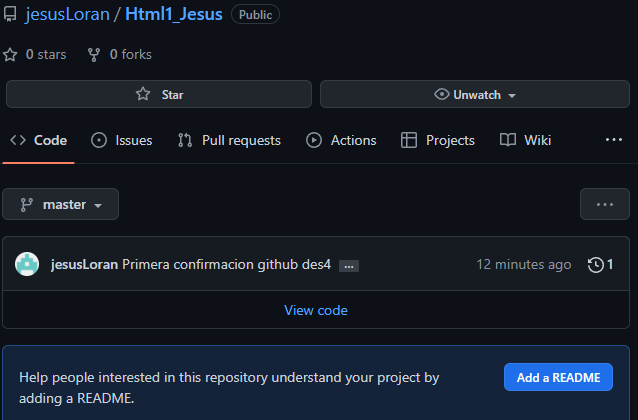 jesusLoran / Html1_Jesus Public
0 stars 0 forks
Star Unwatch
Code Issues Pull requests Actions Projects Wiki ...
master ...
jesusLoran Primera confirmacion github des4 ... 12 minutes ago 1
View code
Help people interested in this repository understand your project by
adding a README.
Add a README